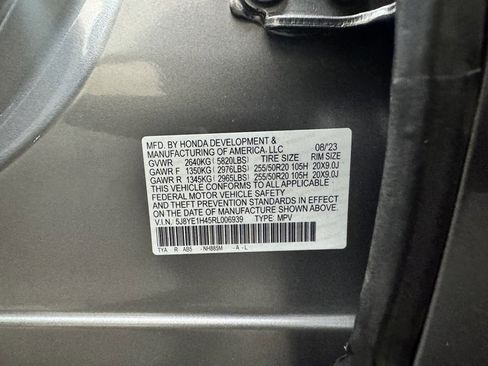 MFD. BY HONDA DEVELOPMENT &
MANUFACTURING OF AMERICA, LLC 08/23
GVWR 2640KG( 5820LBS) TIRE SIZE RIM SIZE
GAWR F 1350KG( 2976LBS) 255/50R20 105H 20X9.0J
GAWR R 1345KG( 2965LBS) 255/50R20 105H 20X9.0J
THIS VEHICLE CONFORMS TO ALL APPLICABLE
FEDERAL MOTOR VEHICLE SAFETY
AND THEFT PREVENTION STANDARDS IN EFFECT
ON THE DATE OF MANUFACTURE SHOWN ABOVE.
V.I.N. 5J8YE1H45RL006939 TYPE: MPV
TYA R AB5 -NH885M -A-L